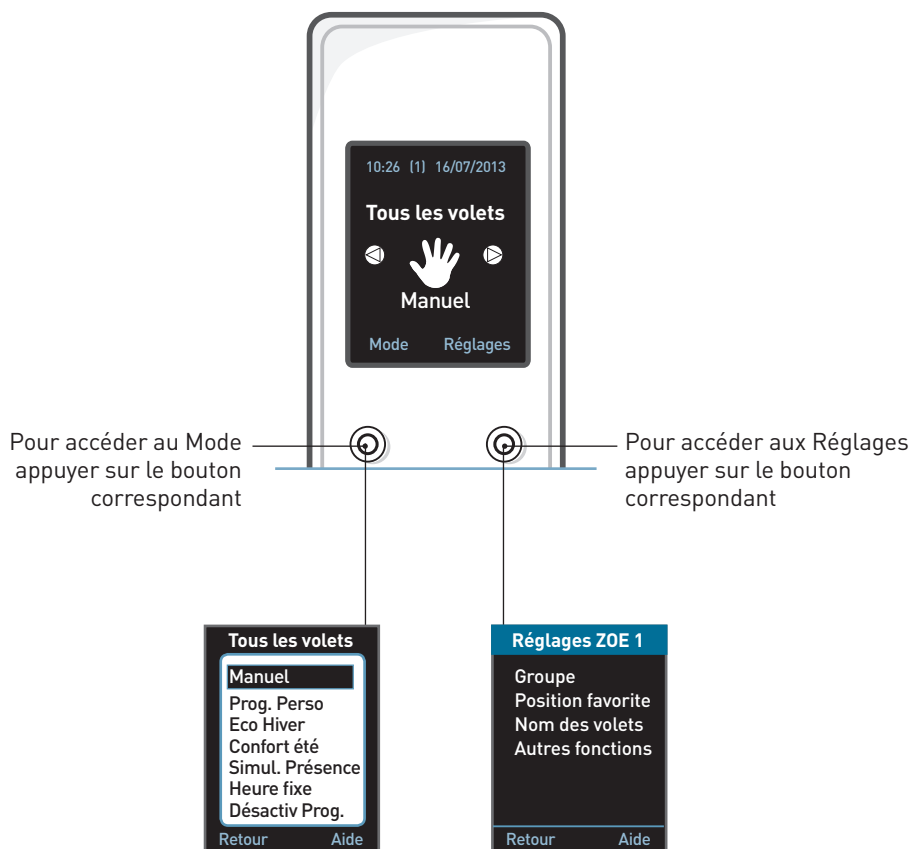 10:26 (1) 16/07/2013
Tous les volets
Manuel
Mode Réglages
Pour accéder au Mode
appuyer sur le bouton
correspondant
Pour accéder aux Réglages
appuyer sur le bouton
correspondant
Tous les volets
Manuel
Prog. Perso
Eco Hiver
Confort été
Simul. Présence
Heure fixe
Désactiv Prog.
Retour Aide
Réglages ZOE 1
Groupe
Position favorite
Nom des volets
Autres fonctions
Retour Aide